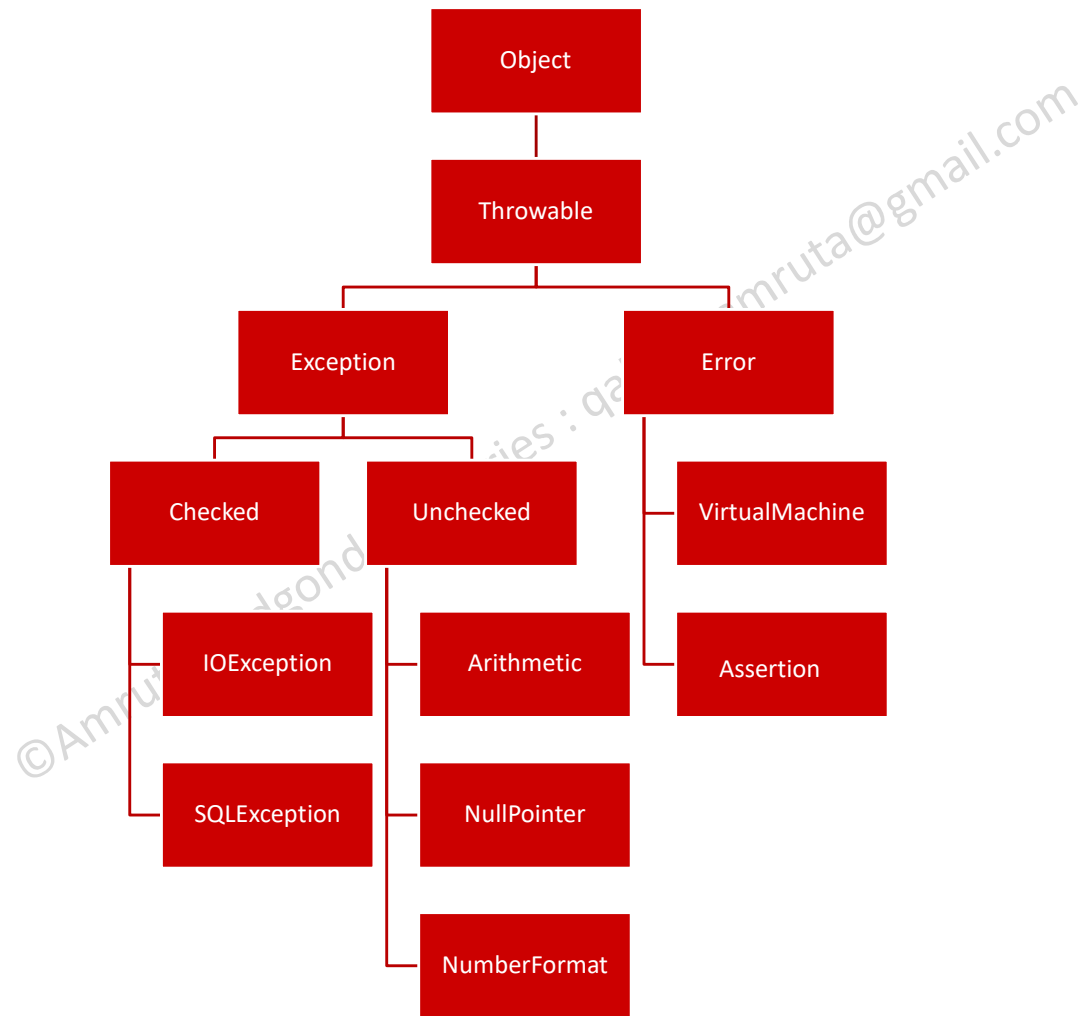 Object
Throwable
Exception
Error
Checked
Unchecked
VirtualMachine
IOException
Arithmetic
Assertion
SQLException
NullPointer
NumberFormat